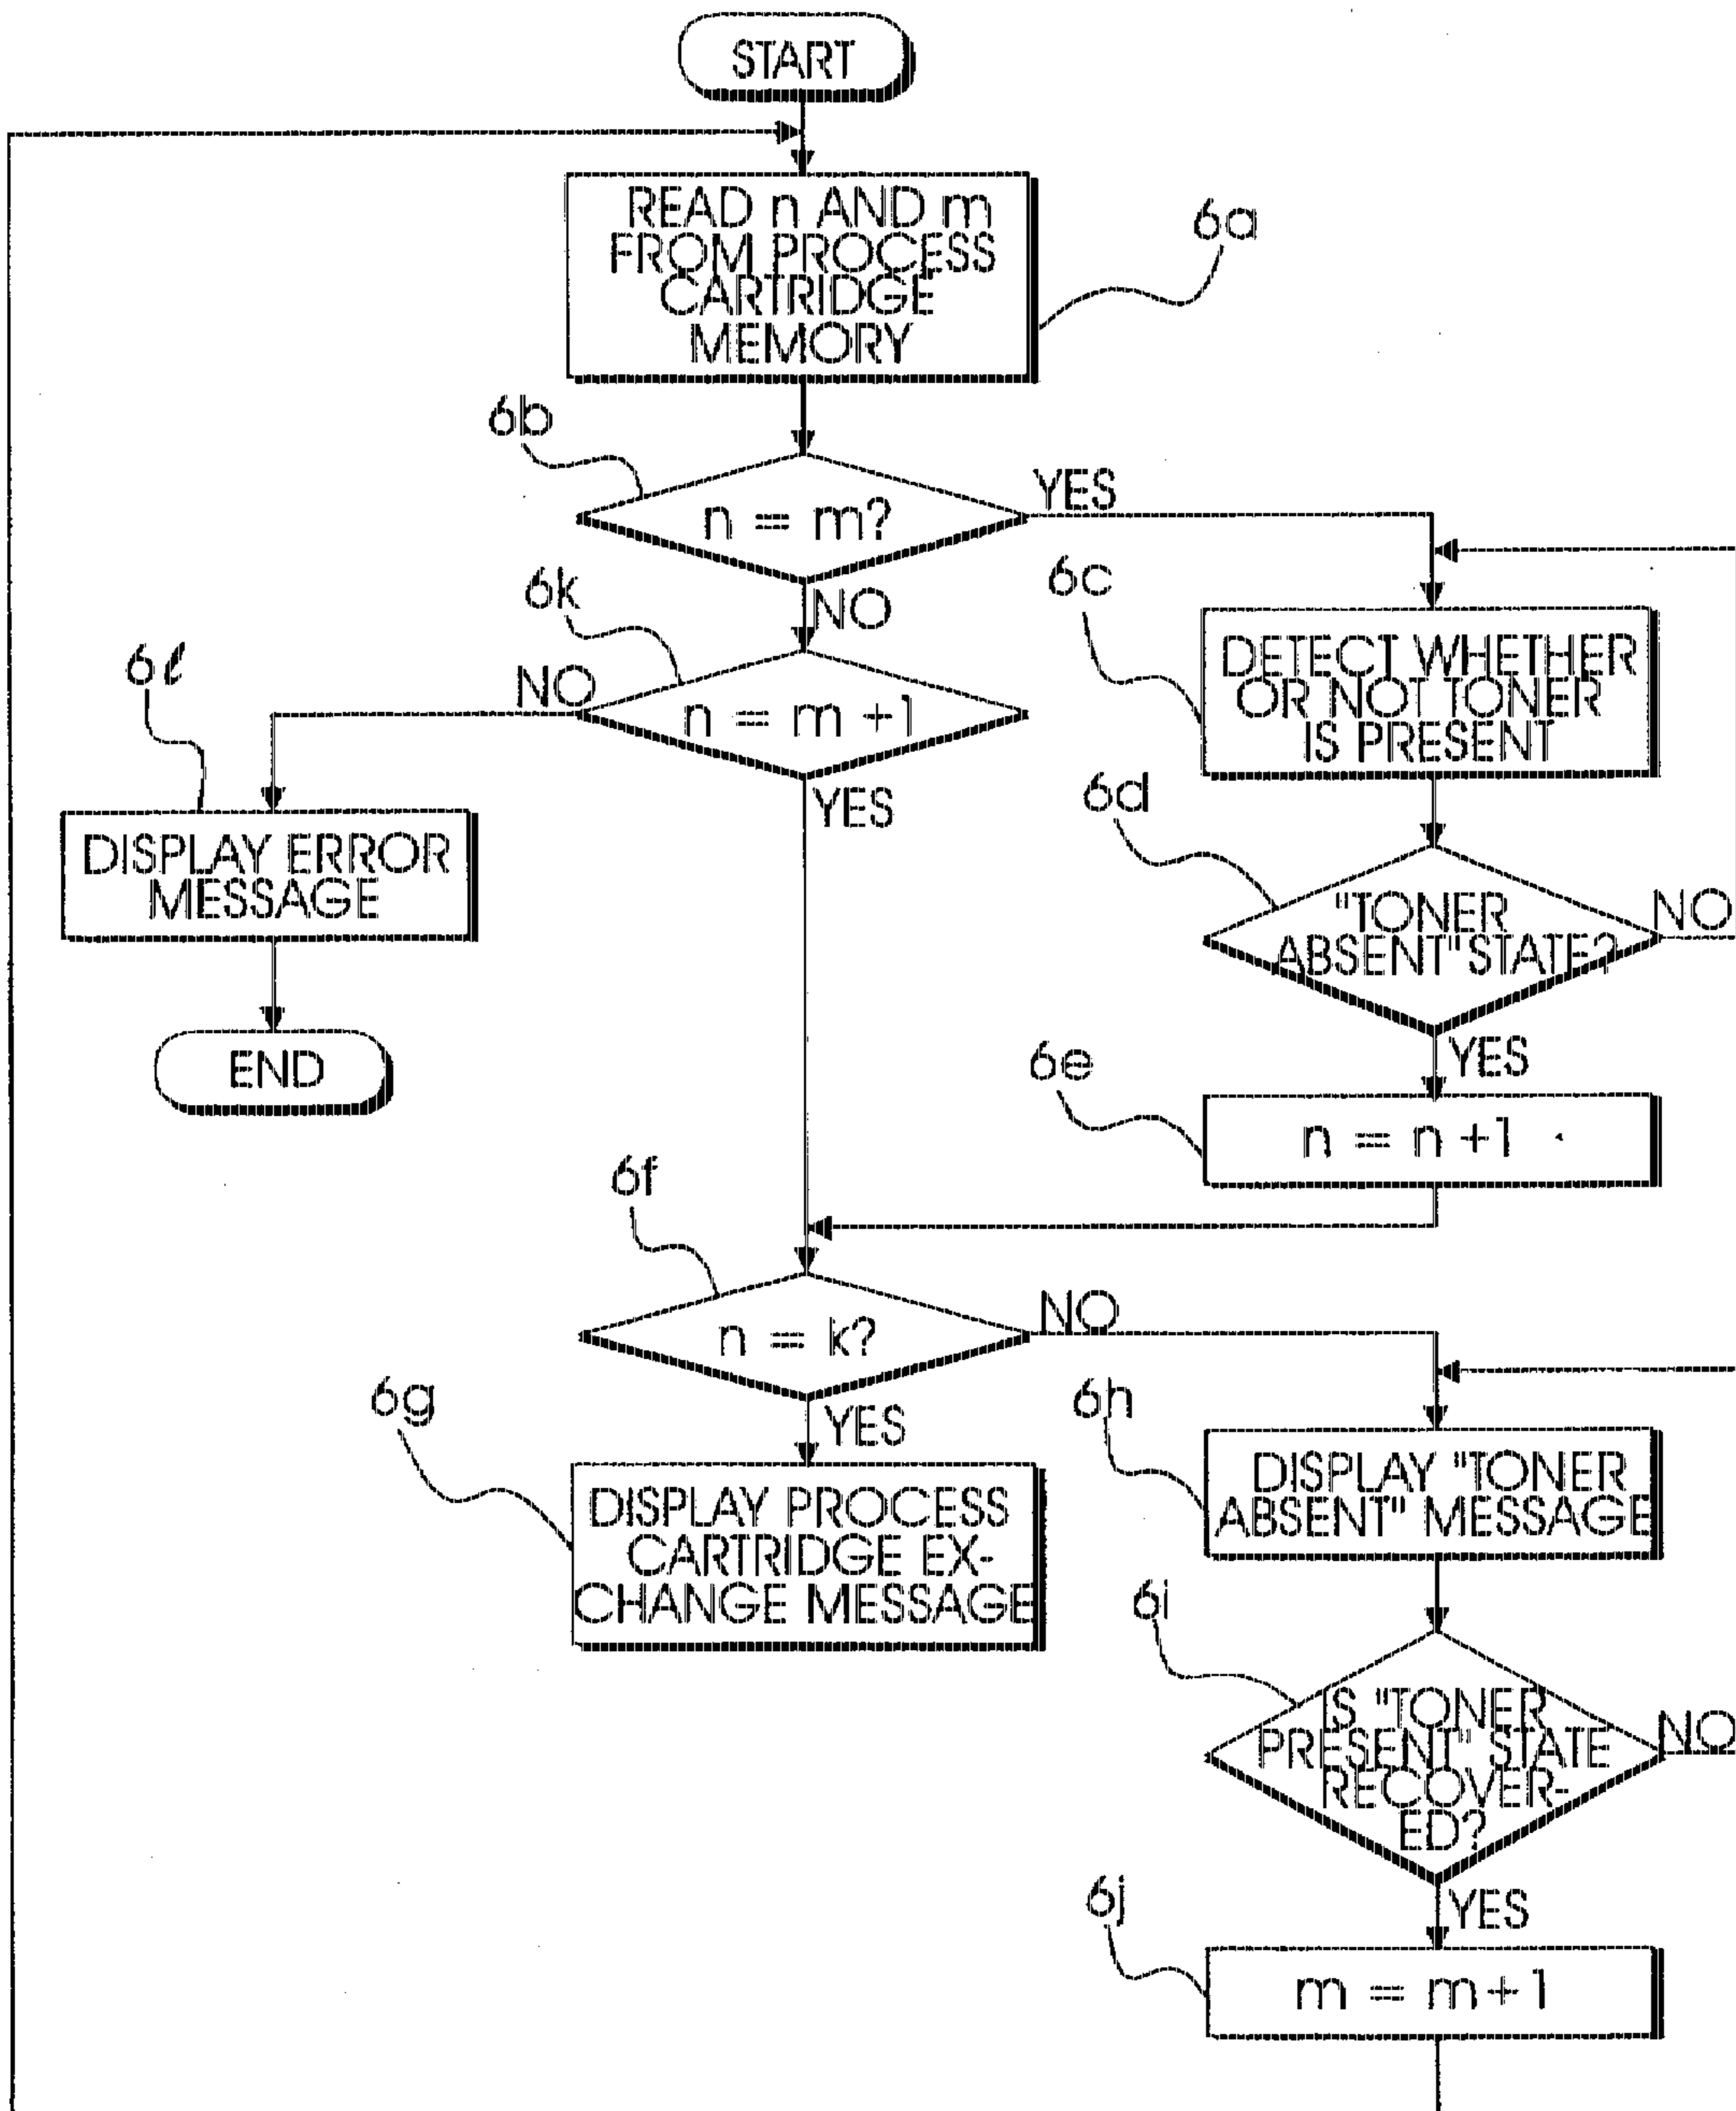 START
READ n AND m
FROM PROCESS
CARTRIDGE
MEMORY
6a
6b
n = m?
YES
NO
6k
n = m +1
NO
YES
6ℓ
DISPLAY ERROR
MESSAGE
END
6c
DETECT WHETHER
OR NOT TONER
IS PRESENT
6d
"TONER
ABSENT" STATE?
NO
YES
6e
n = n +1
6f
n = k?
NO
YES
6g
DISPLAY PROCESS
CARTRIDGE EX-
CHANGE MESSAGE
6h
DISPLAY "TONER
ABSENT" MESSAGE
6i
IS "TONER
PRESENT" STATE
RECOVER-
ED?
NO
YES
6j
m = m +1